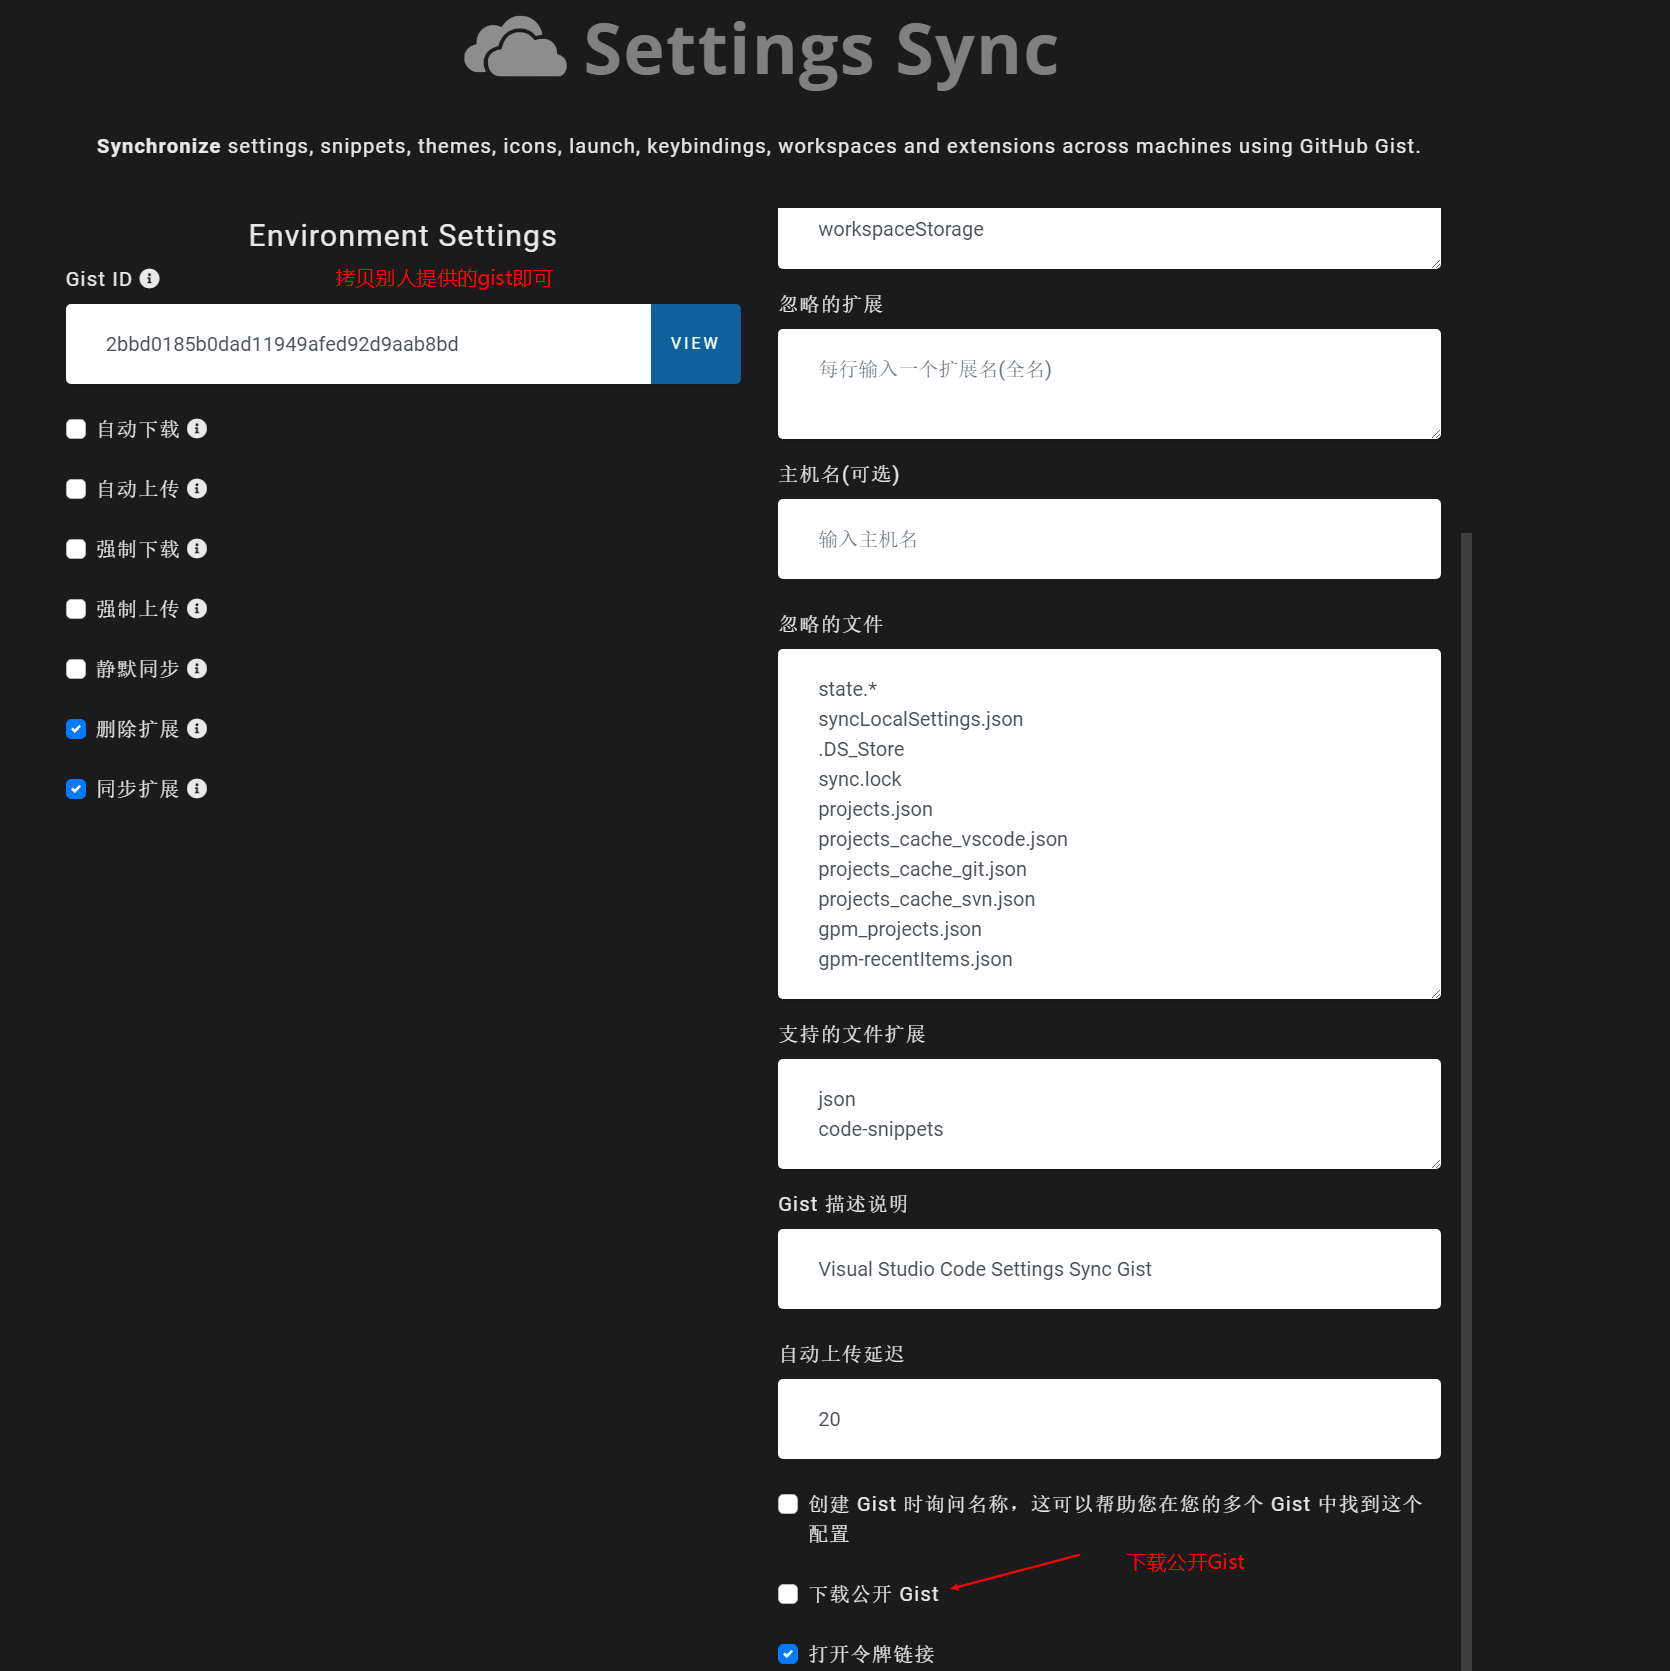 Settings Sync
Synchronize settings, snippets, themes, icons, launch, keybindings, workspaces and extensions across machines using GitHub Gist.
Environment Settings
Gist ID
拷贝别人提供的gist即可
2bbd0185b0dad11949afed92d9aab8bd
VIEW
自动下载
自动上传
强制下载
强制上传
静默同步
删除扩展
同步扩展
workspaceStorage
忽略的扩展
每行输入一个扩展名(全名)
主机名(可选)
输入主机名
忽略的文件
state.*
syncLocalSettings.json
.DS_Store
sync.lock
projects.json
projects_cache_vscode.json
projects_cache_git.json
projects_cache_svn.json
gpm_projects.json
gpm-recentItems.json
支持的文件扩展
json
code-snippets
Gist 描述说明
Visual Studio Code Settings Sync Gist
自动上传延迟
20
创建 Gist 时询问名称，这可以帮助您在您的多个 Gist 中找到这个
配置
下载公开Gist
下载公开 Gist
打开令牌链接